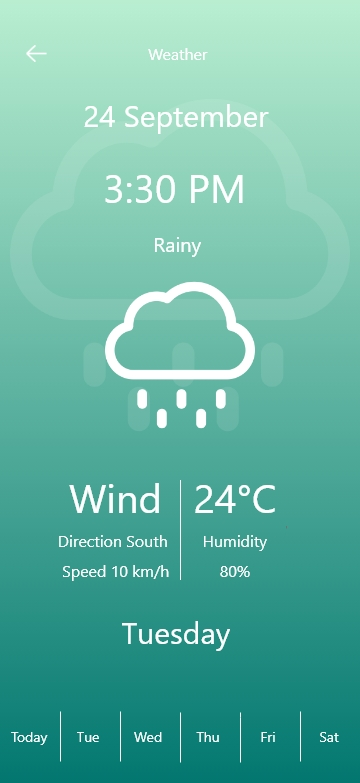 Weather
24 September
3:30 PM
Rainy
Wind
Direction South
Speed 10 km/h
24°C
Humidity
80%
Tuesday
Today Tue Wed Thu Fri Sat